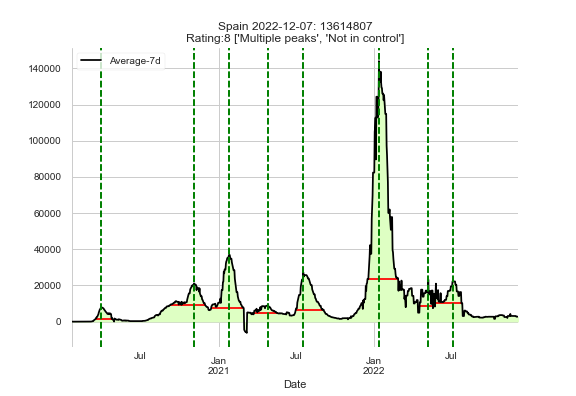 Spain 2022-12-07: 13614807
Rating:8 ['Multiple peaks', 'Not in control']
Average-7d
140000
120000
100000
80000
60000
40000
20000
0
Jul
Jan
2021
Jul
Jan
2022
Jul
Date